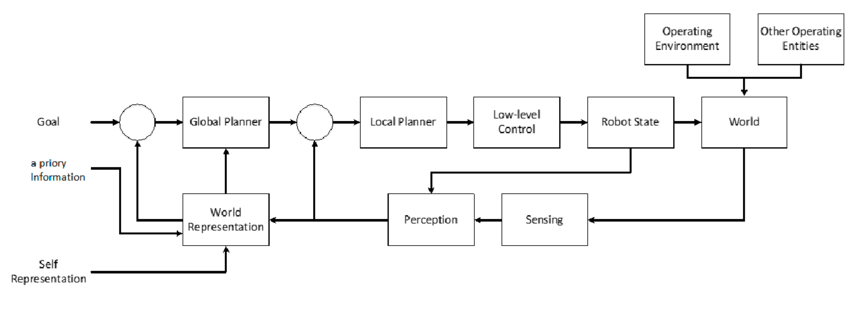 Operating
Environment
Other Operating
Entities
Goal
Global Planner
Local Planner
Low-level
Control
Robot State
World
a priory
Information
World
Representation
Perception
Sensing
Self
Representation